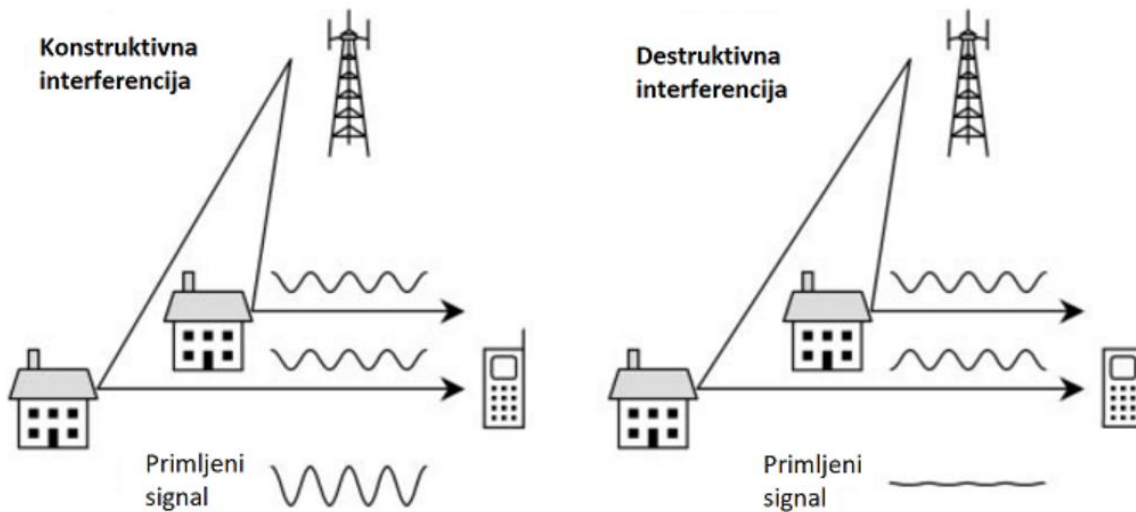 Konstruktivna
interferencija
Destruktivna
interferencija
Primljeni
signal
Primljeni
signal